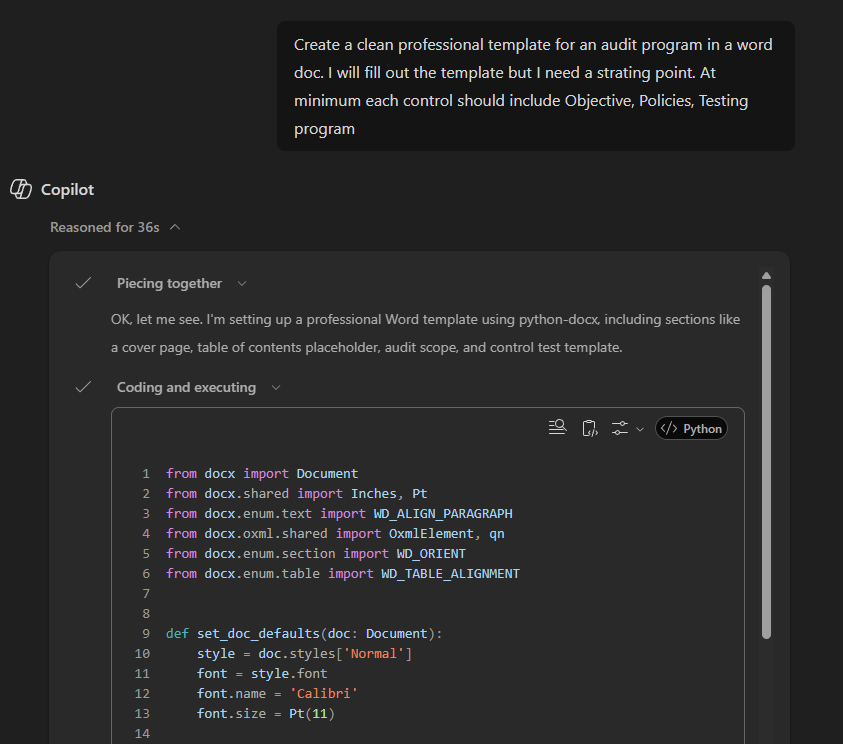 Create a clean professional template for an audit program in a word
doc. I will fill out the template but I need a strating point. At
minimum each control should include Objective, Policies, Testing
program
Copilot
Reasoned for 36s
Piecing together
OK, let me see. I'm setting up a professional Word template using python-docx, including sections like
a cover page, table of contents placeholder, audit scope, and control test template.
Coding and executing
</> Python
1 from docx import Document
2 from docx.shared import Inches, Pt
3 from docx.enum.text import WD_ALIGN_PARAGRAPH
4 from docx.oxml.shared import OxmlElement, qn
5 from docx.enum.section import WD_ORIENT
6 from docx.enum.table import WD_TABLE_ALIGNMENT
7
8
9 def set_doc_defaults(doc: Document):
10     style = doc.styles['Normal']
11     font = style.font
12     font.name = 'Calibri'
13     font.size = Pt(11)
14